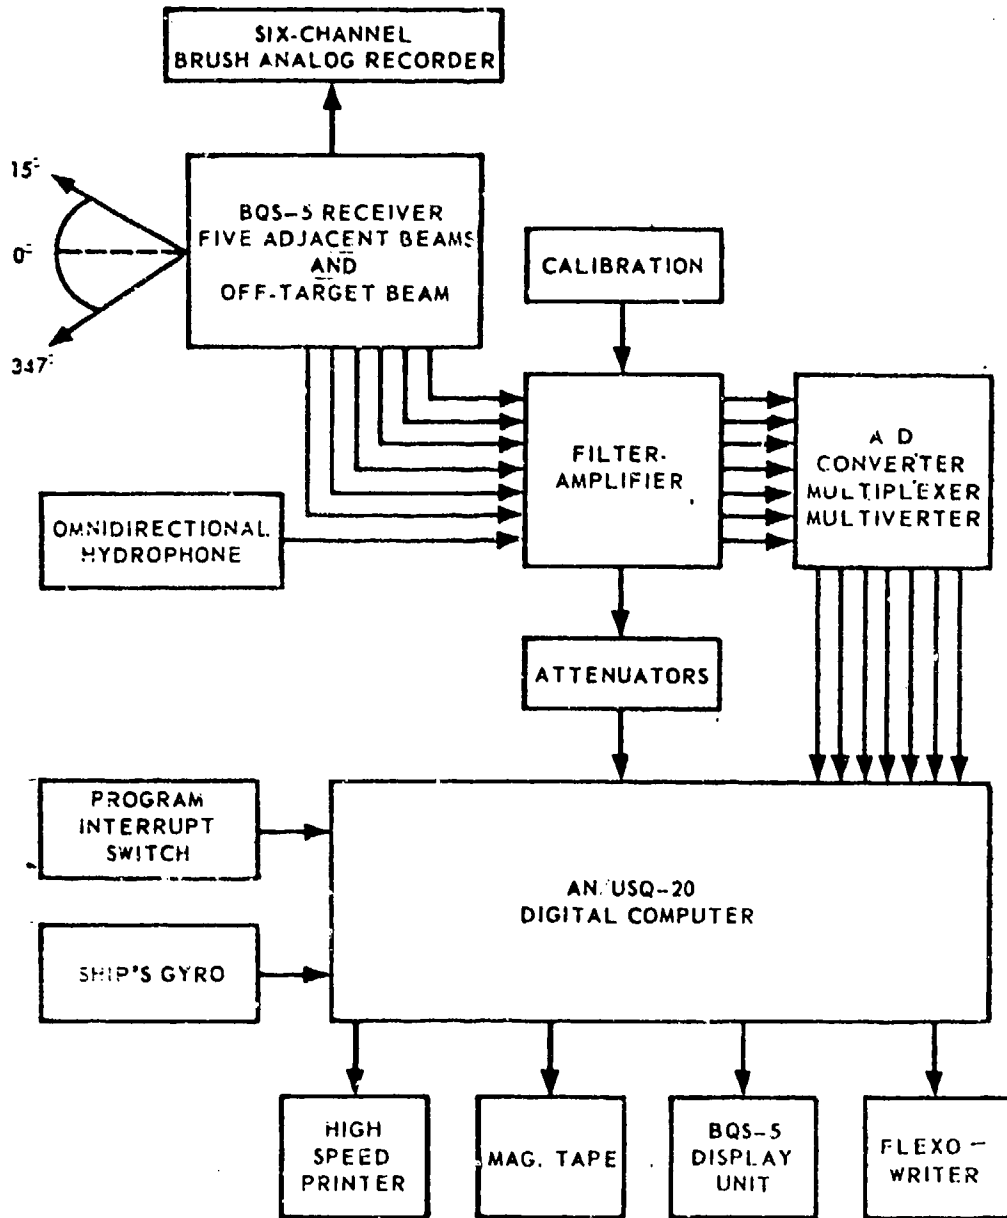 SIX-CHANNEL
BRUSH ANALOG RECORDER
15°
0°
347°
BQS-5 RECEIVER
FIVE ADJACENT BEAMS
AND
OFF-TARGET BEAM
CALIBRATION
FILTER-
AMPLIFIER
A D
CONVERTER
MULTIPLEXER
MULTIVERTER
OMNIDIRECTIONAL
HYDROPHONE
ATTENUATORS
PROGRAM
INTERRUPT
SWITCH
AN/USQ-20
DIGITAL COMPUTER
SHIP'S GYRO
HIGH
SPEED
PRINTER
MAG. TAPE
BQS-5
DISPLAY
UNIT
FLEXO-
WRITER